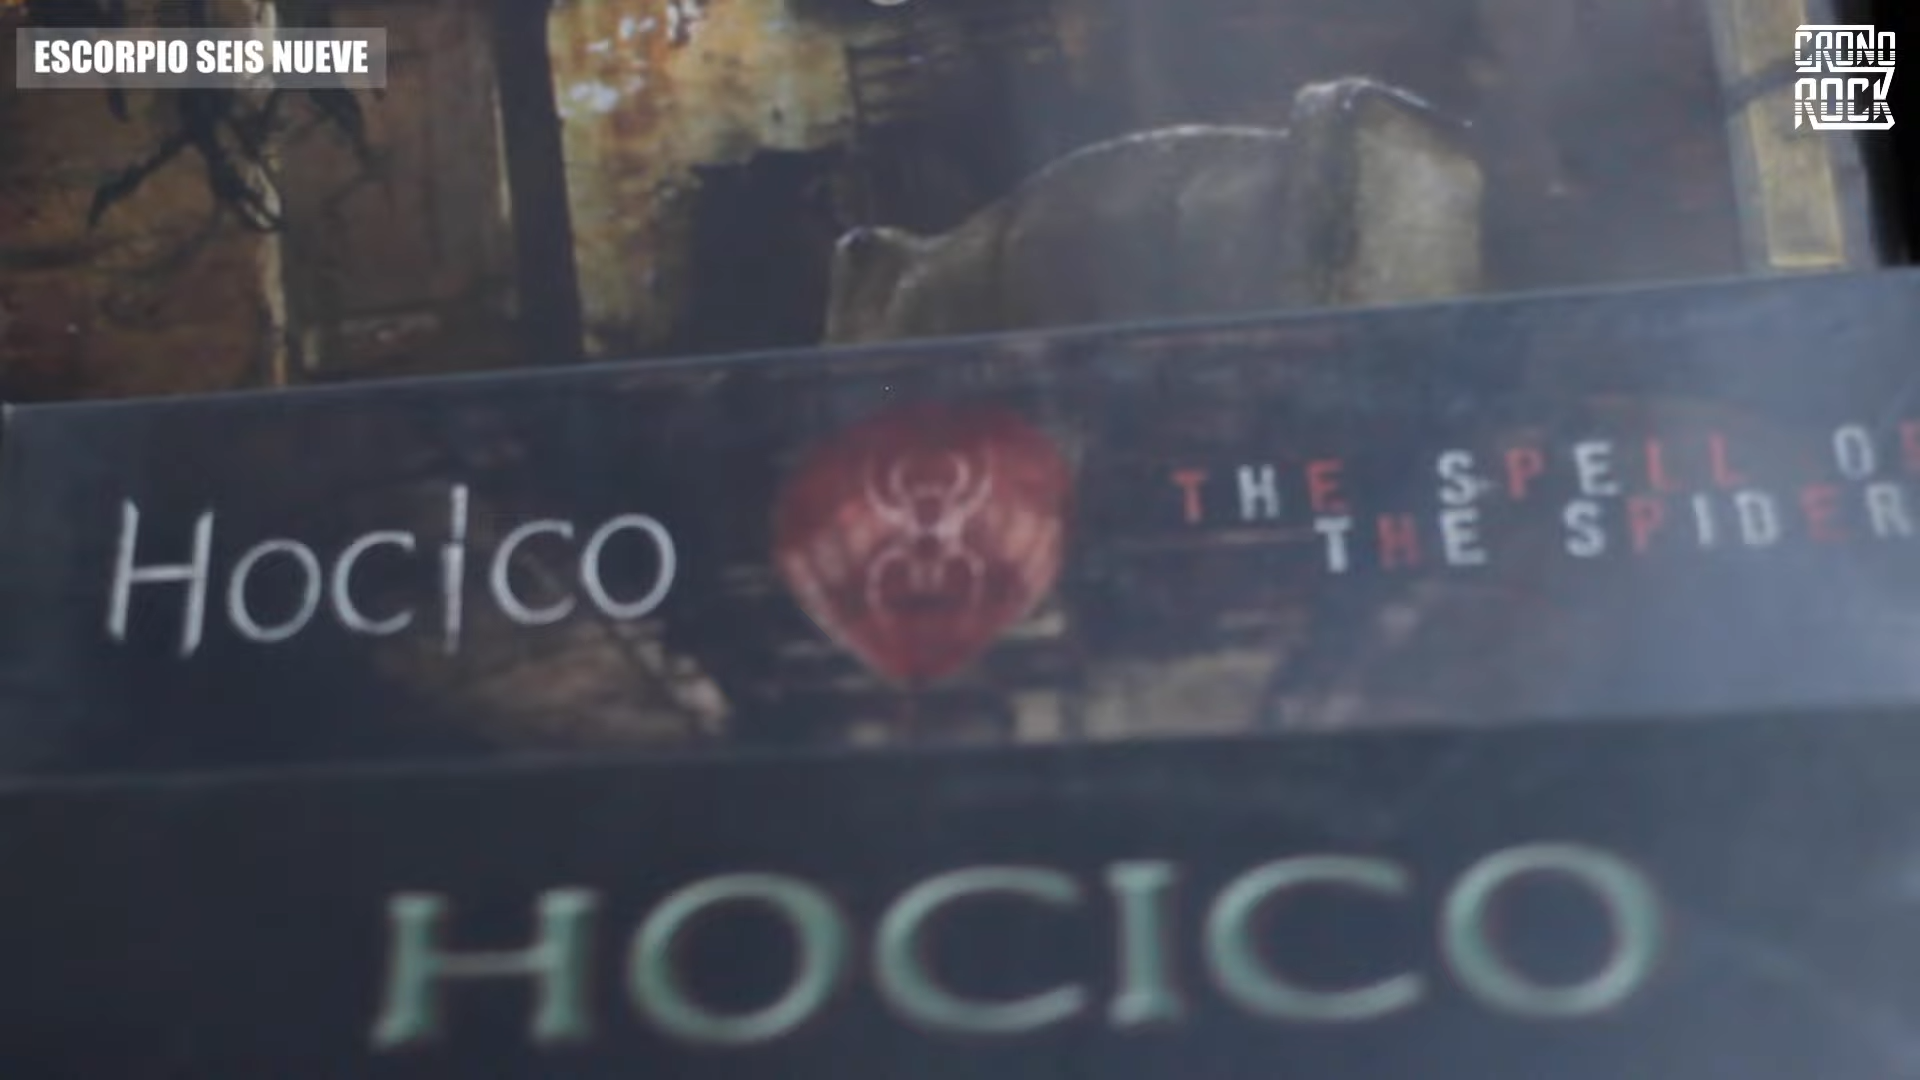 ESCORPIO SEIS NUEVE
CRONO
ROCK
HOCICO
THE SPELL OF
THE SPIDER
HOCICO